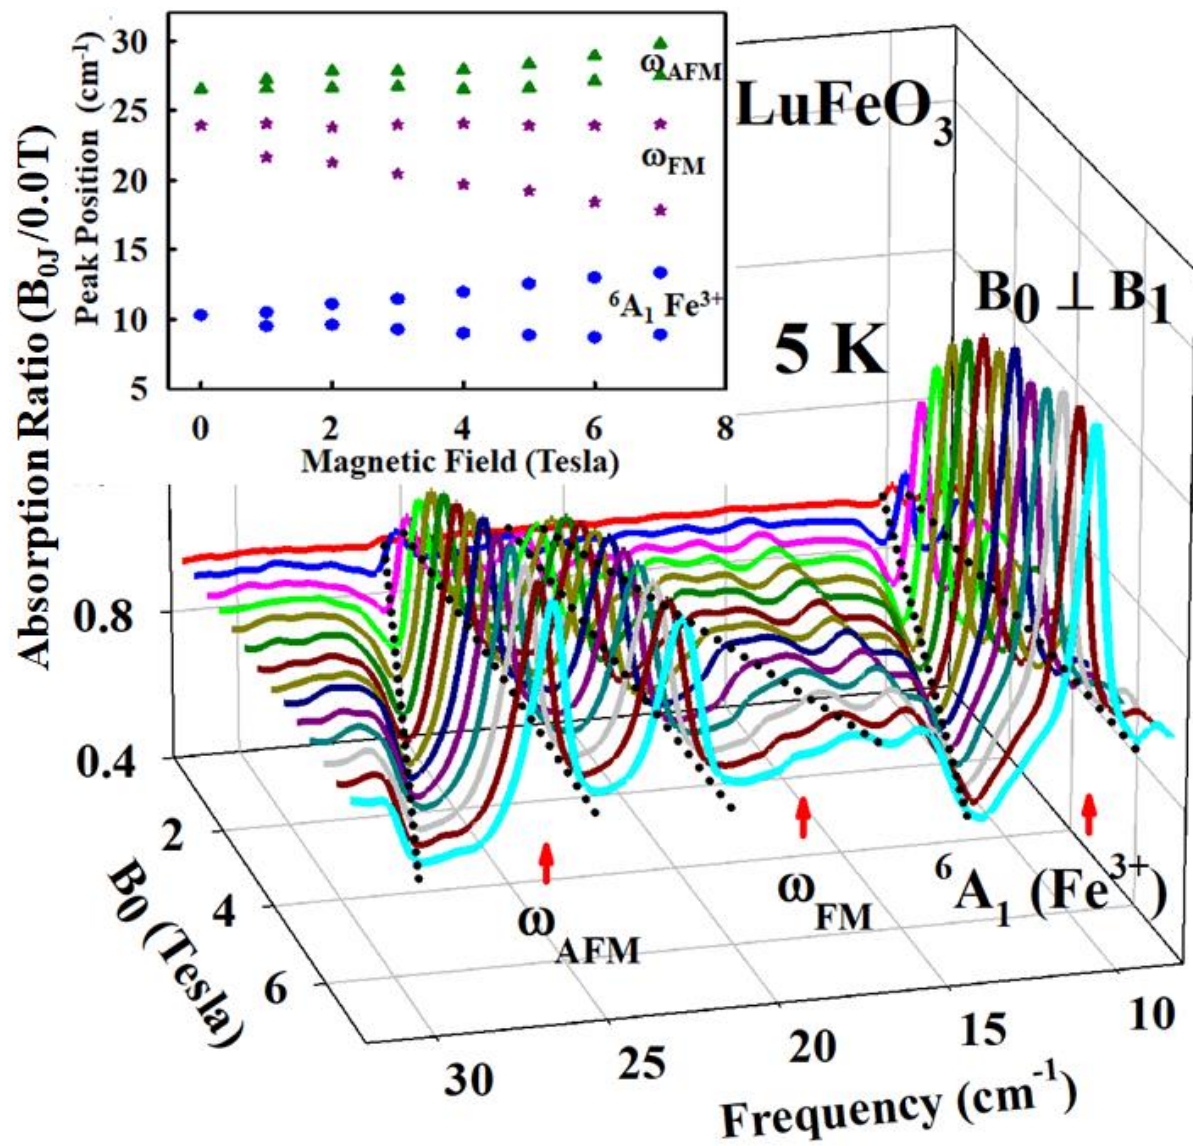 Absorption Ratio (B0J/0.0T)
Peak Position (cm-1)
30
25
20
15
10
5
ωAFM
ωFM
6A1 Fe3+
0
2
4
6
8
Magnetic Field (Tesla)
LuFeO3
B0 ⊥ B1
5 K
0.8
0.4
2
4
6
B0 (Tesla)
ωAFM
ωFM
6A1 (Fe3+)
30
25
20
15
10
Frequency (cm-1)